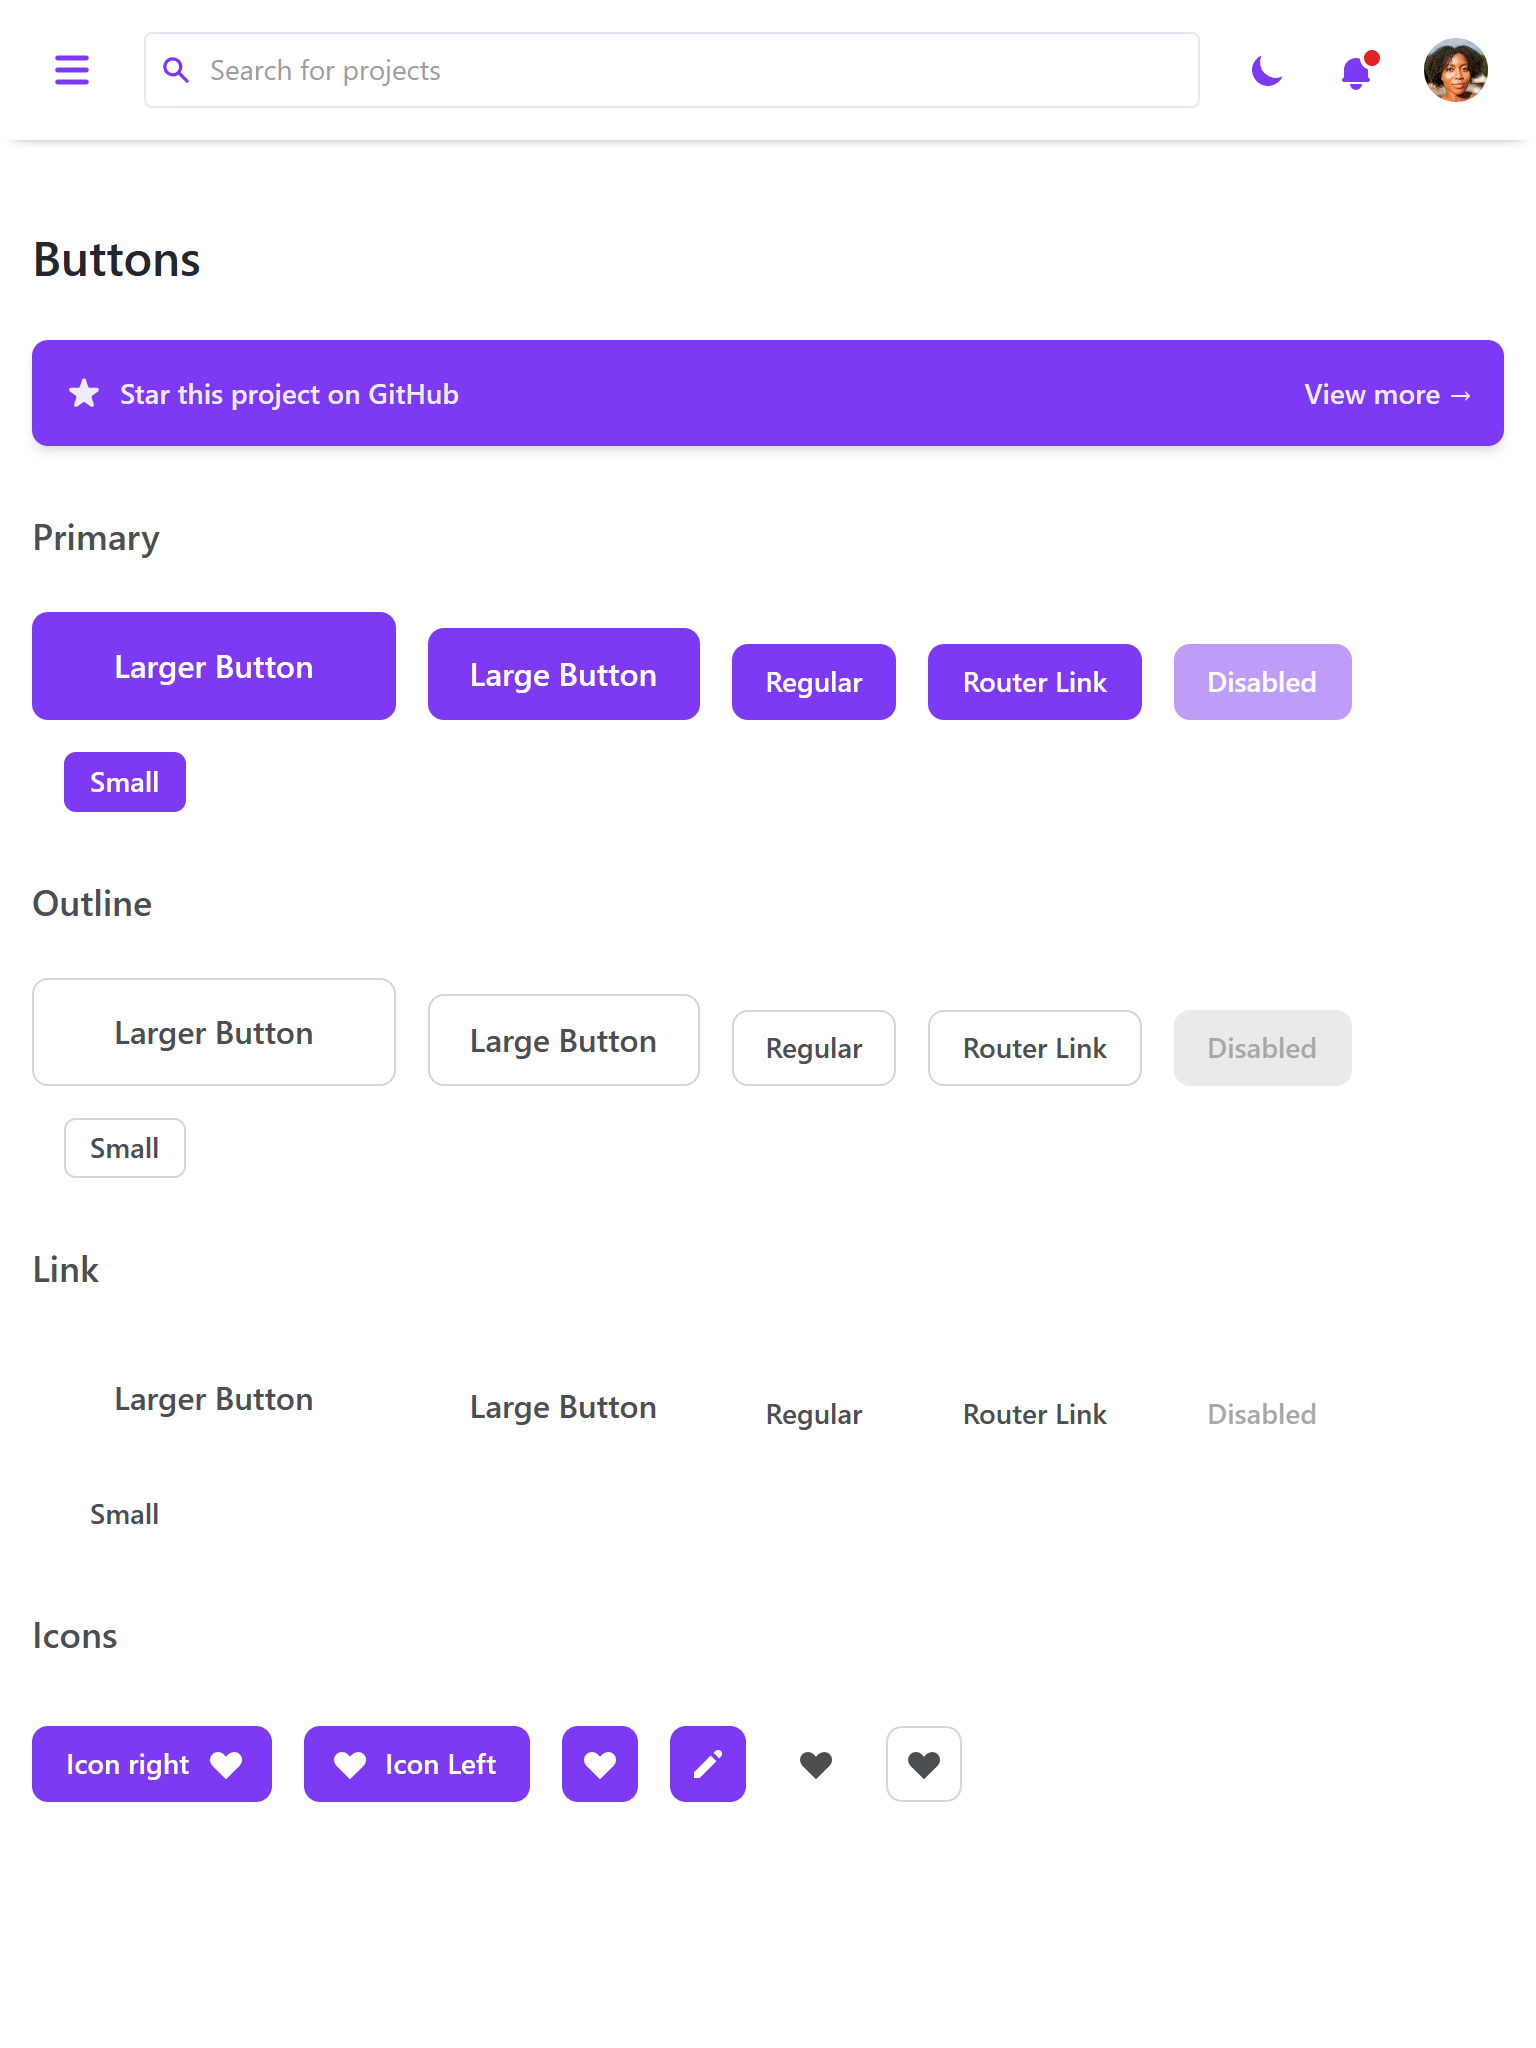 Search for projects
Buttons
Star this project on GitHub View more →
Primary
Larger Button Large Button Regular Router Link Disabled
Small
Outline
Larger Button Large Button Regular Router Link Disabled
Small
Link
Larger Button Large Button Regular Router Link Disabled
Small
Icons
Icon right Icon Left